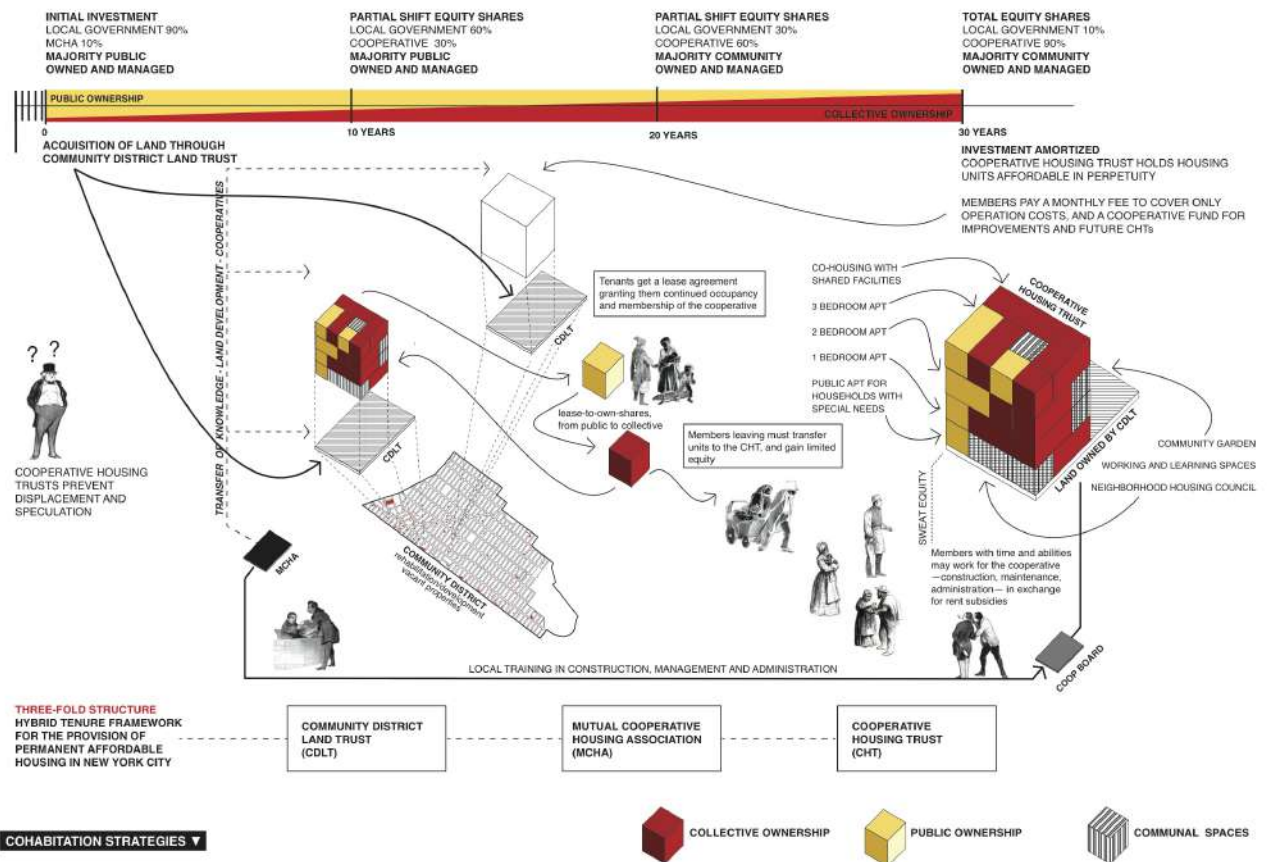 INITIAL INVESTMENT
LOCAL GOVERNMENT 90%
MCHA 10%
MAJORITY PUBLIC
OWNED AND MANAGED
PARTIAL SHIFT EQUITY SHARES
LOCAL GOVERNMENT 60%
COOPERATIVE 30%
MAJORITY PUBLIC
OWNED AND MANAGED
PARTIAL SHIFT EQUITY SHARES
LOCAL GOVERNMENT 30%
COOPERATIVE 60%
MAJORITY COMMUNITY
OWNED AND MANAGED
TOTAL EQUITY SHARES
LOCAL GOVERNMENT 10%
COOPERATIVE 90%
MAJORITY COMMUNITY
OWNED AND MANAGED
PUBLIC OWNERSHIP
COLLECTIVE OWNERSHIP
0
10 YEARS
20 YEARS
30 YEARS
ACQUISITION OF LAND THROUGH
COMMUNITY DISTRICT LAND TRUST
INVESTMENT AMORTIZED
COOPERATIVE HOUSING TRUST HOLDS HOUSING
UNITS AFFORDABLE IN PERPETUITY
MEMBERS PAY A MONTHLY FEE TO COVER ONLY
OPERATION COSTS, AND A COOPERATIVE FUND FOR
IMPROVEMENTS AND FUTURE CHTs
TRANSFER OF KNOWLEDGE - LAND DEVELOPMENT - COOPERATIVES
Tenants get a lease agreement
granting them continued occupancy
and membership of the cooperative
CDLT
CO-HOUSING WITH
SHARED FACILITIES
3 BEDROOM APT
2 BEDROOM APT
1 BEDROOM APT
PUBLIC APT FOR
HOUSEHOLDS WITH
SPECIAL NEEDS
COOPERATIVE
HOUSING TRUST
LAND OWNED BY CDLT
COMMUNITY GARDEN
WORKING AND LEARNING SPACES
NEIGHBORHOOD HOUSING COUNCIL
? ?
COOPERATIVE HOUSING
TRUSTS PREVENT
DISPLACEMENT AND
SPECULATION
CDLT
lease-to-own-shares,
from public to collective
Members leaving must transfer
units to the CHT, and gain limited
equity
MCHA
COMMUNITY DISTRICT
rehabilitation/development
vacant properties
SWEAT EQUITY
Members with time and abilities
may work for the cooperative
—construction, maintenance,
administration— in exchange
for rent subsidies
LOCAL TRAINING IN CONSTRUCTION, MANAGEMENT AND ADMINISTRATION
COOP BOARD
THREE-FOLD STRUCTURE
HYBRID TENURE FRAMEWORK
FOR THE PROVISION OF
PERMANENT AFFORDABLE
HOUSING IN NEW YORK CITY
COMMUNITY DISTRICT
LAND TRUST
(CDLT)
MUTUAL COOPERATIVE
HOUSING ASSOCIATION
(MCHA)
COOPERATIVE
HOUSING TRUST
(CHT)
COHABITATION STRATEGIES ▼
COLLECTIVE OWNERSHIP
PUBLIC OWNERSHIP
COMMUNAL SPACES